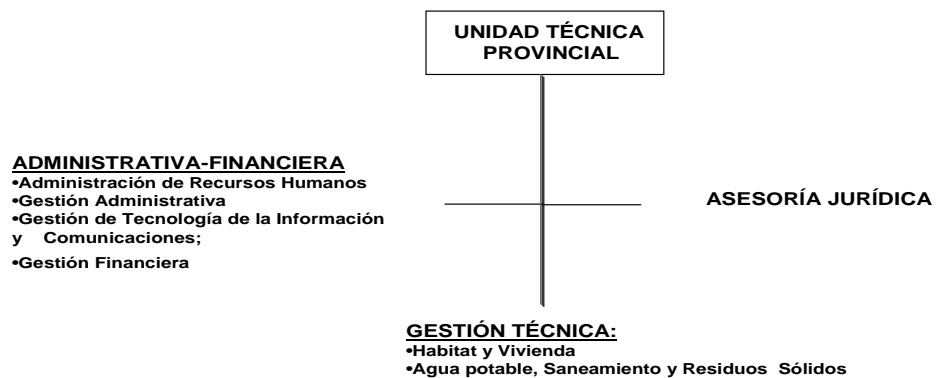 UNIDAD TÉCNICA
PROVINCIAL
ADMINISTRATIVA-FINANCIERA
•Administración de Recursos Humanos
•Gestión Administrativa
•Gestión de Tecnología de la Información
y Comunicaciones;
•Gestión Financiera
ASESORÍA JURÍDICA
GESTIÓN TÉCNICA:
•Habitat y Vivienda
•Agua potable, Saneamiento y Residuos Sólidos